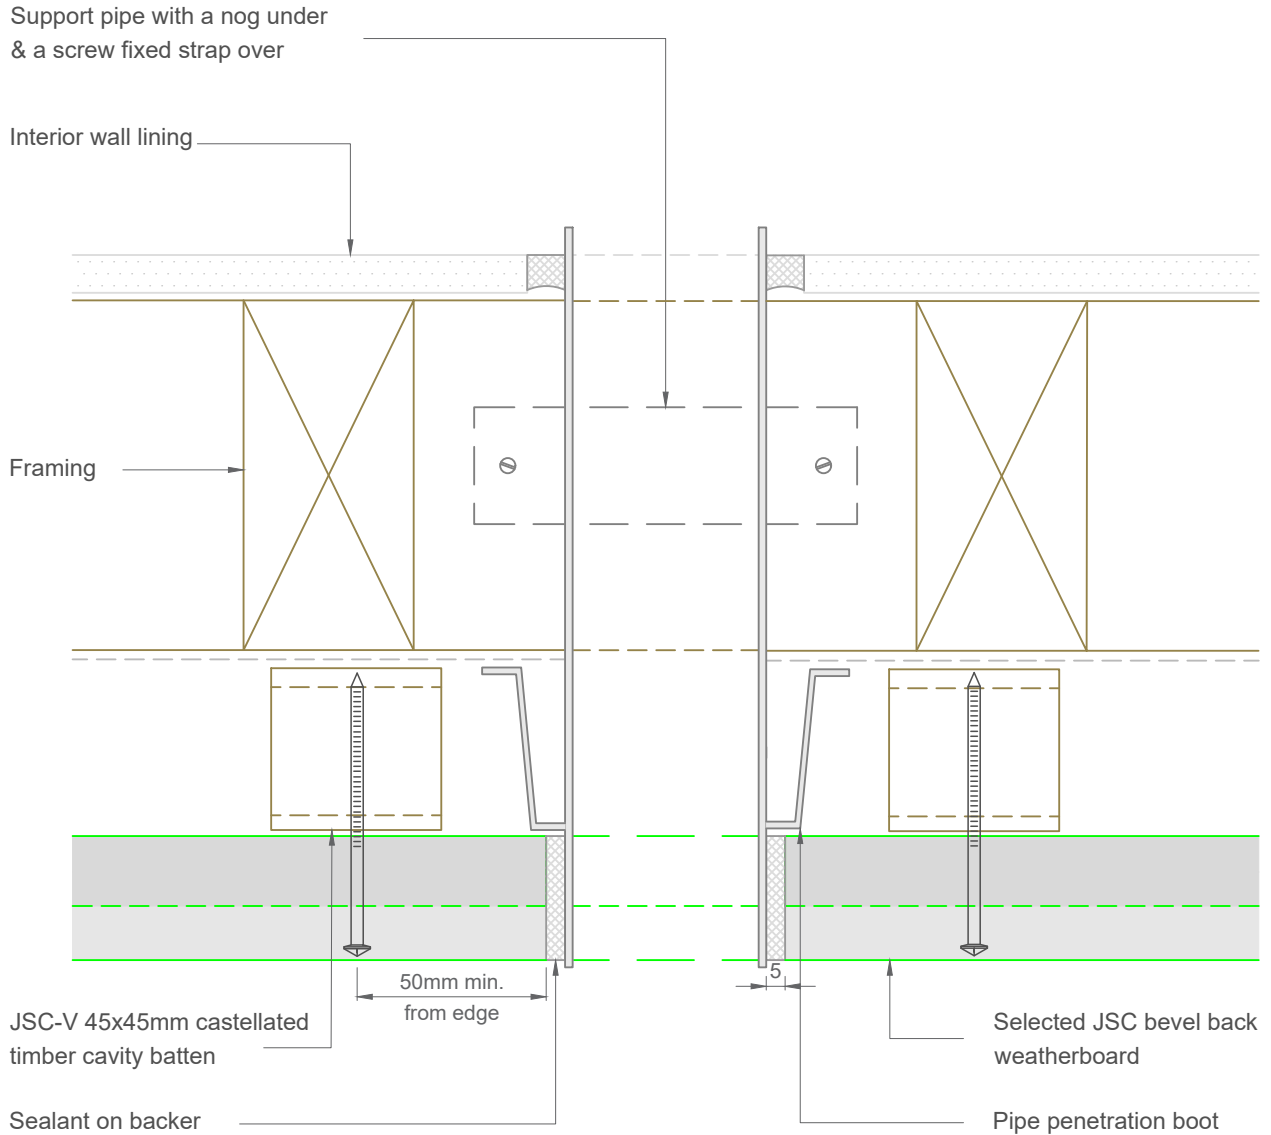 Support pipe with a nog under
& a screw fixed strap over
Interior wall lining
Framing
50mm min.
from edge
5
JSC-V 45x45mm castellated
timber cavity batten
Selected JSC bevel back
weatherboard
Sealant on backer
Pipe penetration boot